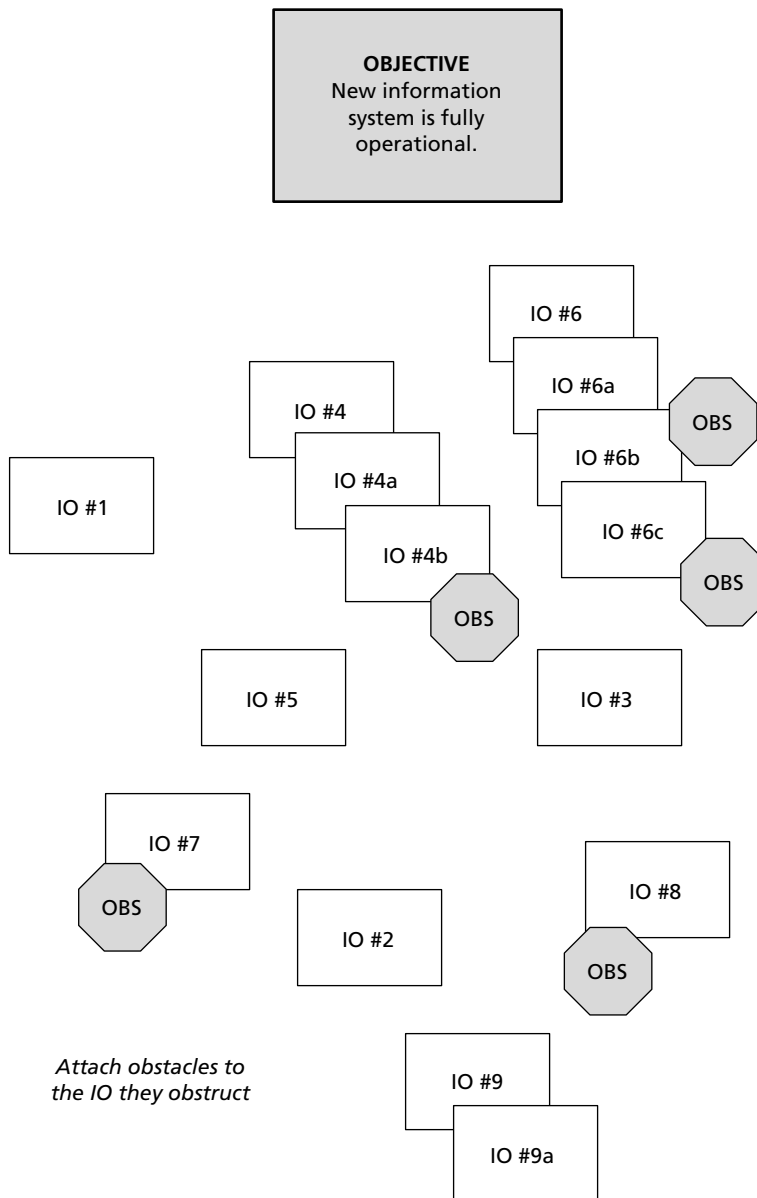 OBJECTIVE
New information
system is fully
operational.
IO #6
IO #6a
IO #4
OBS
IO #6b
IO #4a
IO #1
IO #6c
IO #4b
OBS
OBS
IO #5
IO #3
IO #7
IO #8
OBS
IO #2
OBS
Attach obstacles to
the IO they obstruct
IO #9
IO #9a